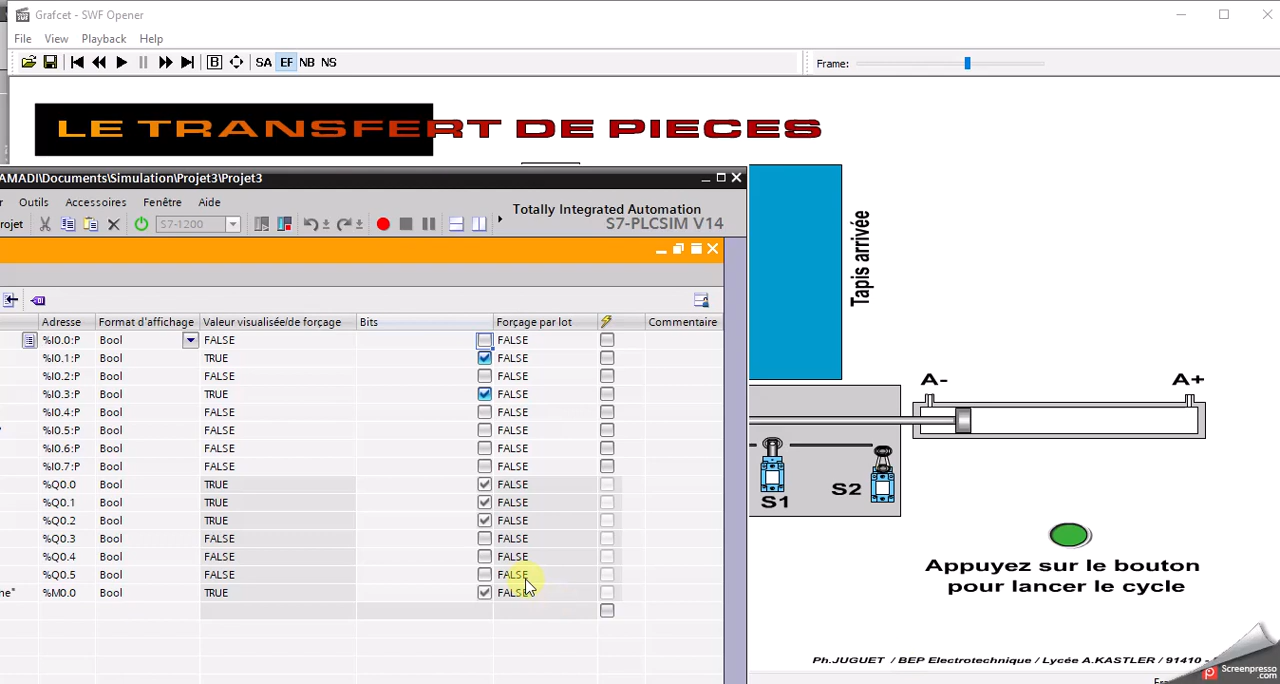 Grafcet - SWF Opener
File View Playback Help
B SA EF NB NS Frame:
LE TRANSFERT DE PIECES
AMADI\Documents\Simulation\Projet3\Projet3
r Outils Accessoires Fenêtre Aide
Totally Integrated Automation
rojet S7-1200 S7-PLCSIM V14
Adresse Format d'affichage Valeur visualisée/de forçage Bits Forçage par lot Commentaire
%I0.0:P Bool FALSE FALSE
%I0.1:P Bool TRUE FALSE
%I0.2:P Bool FALSE FALSE
%I0.3:P Bool TRUE FALSE
%I0.4:P Bool FALSE FALSE
%I0.5:P Bool FALSE FALSE
%I0.6:P Bool FALSE FALSE
%I0.7:P Bool FALSE FALSE
%Q0.0 Bool TRUE FALSE
%Q0.1 Bool TRUE FALSE
%Q0.2 Bool TRUE FALSE
%Q0.3 Bool FALSE FALSE
%Q0.4 Bool FALSE FALSE
%Q0.5 Bool FALSE FALSE
ne" %M0.0 Bool TRUE FALSE
Tapis arrivée
A- A+
S1 S2
Appuyez sur le bouton
pour lancer le cycle
Ph.JUGUET / BEP Electrotechnique / Lycée A.KASTLER / 91410 -
Screenpresso
.com